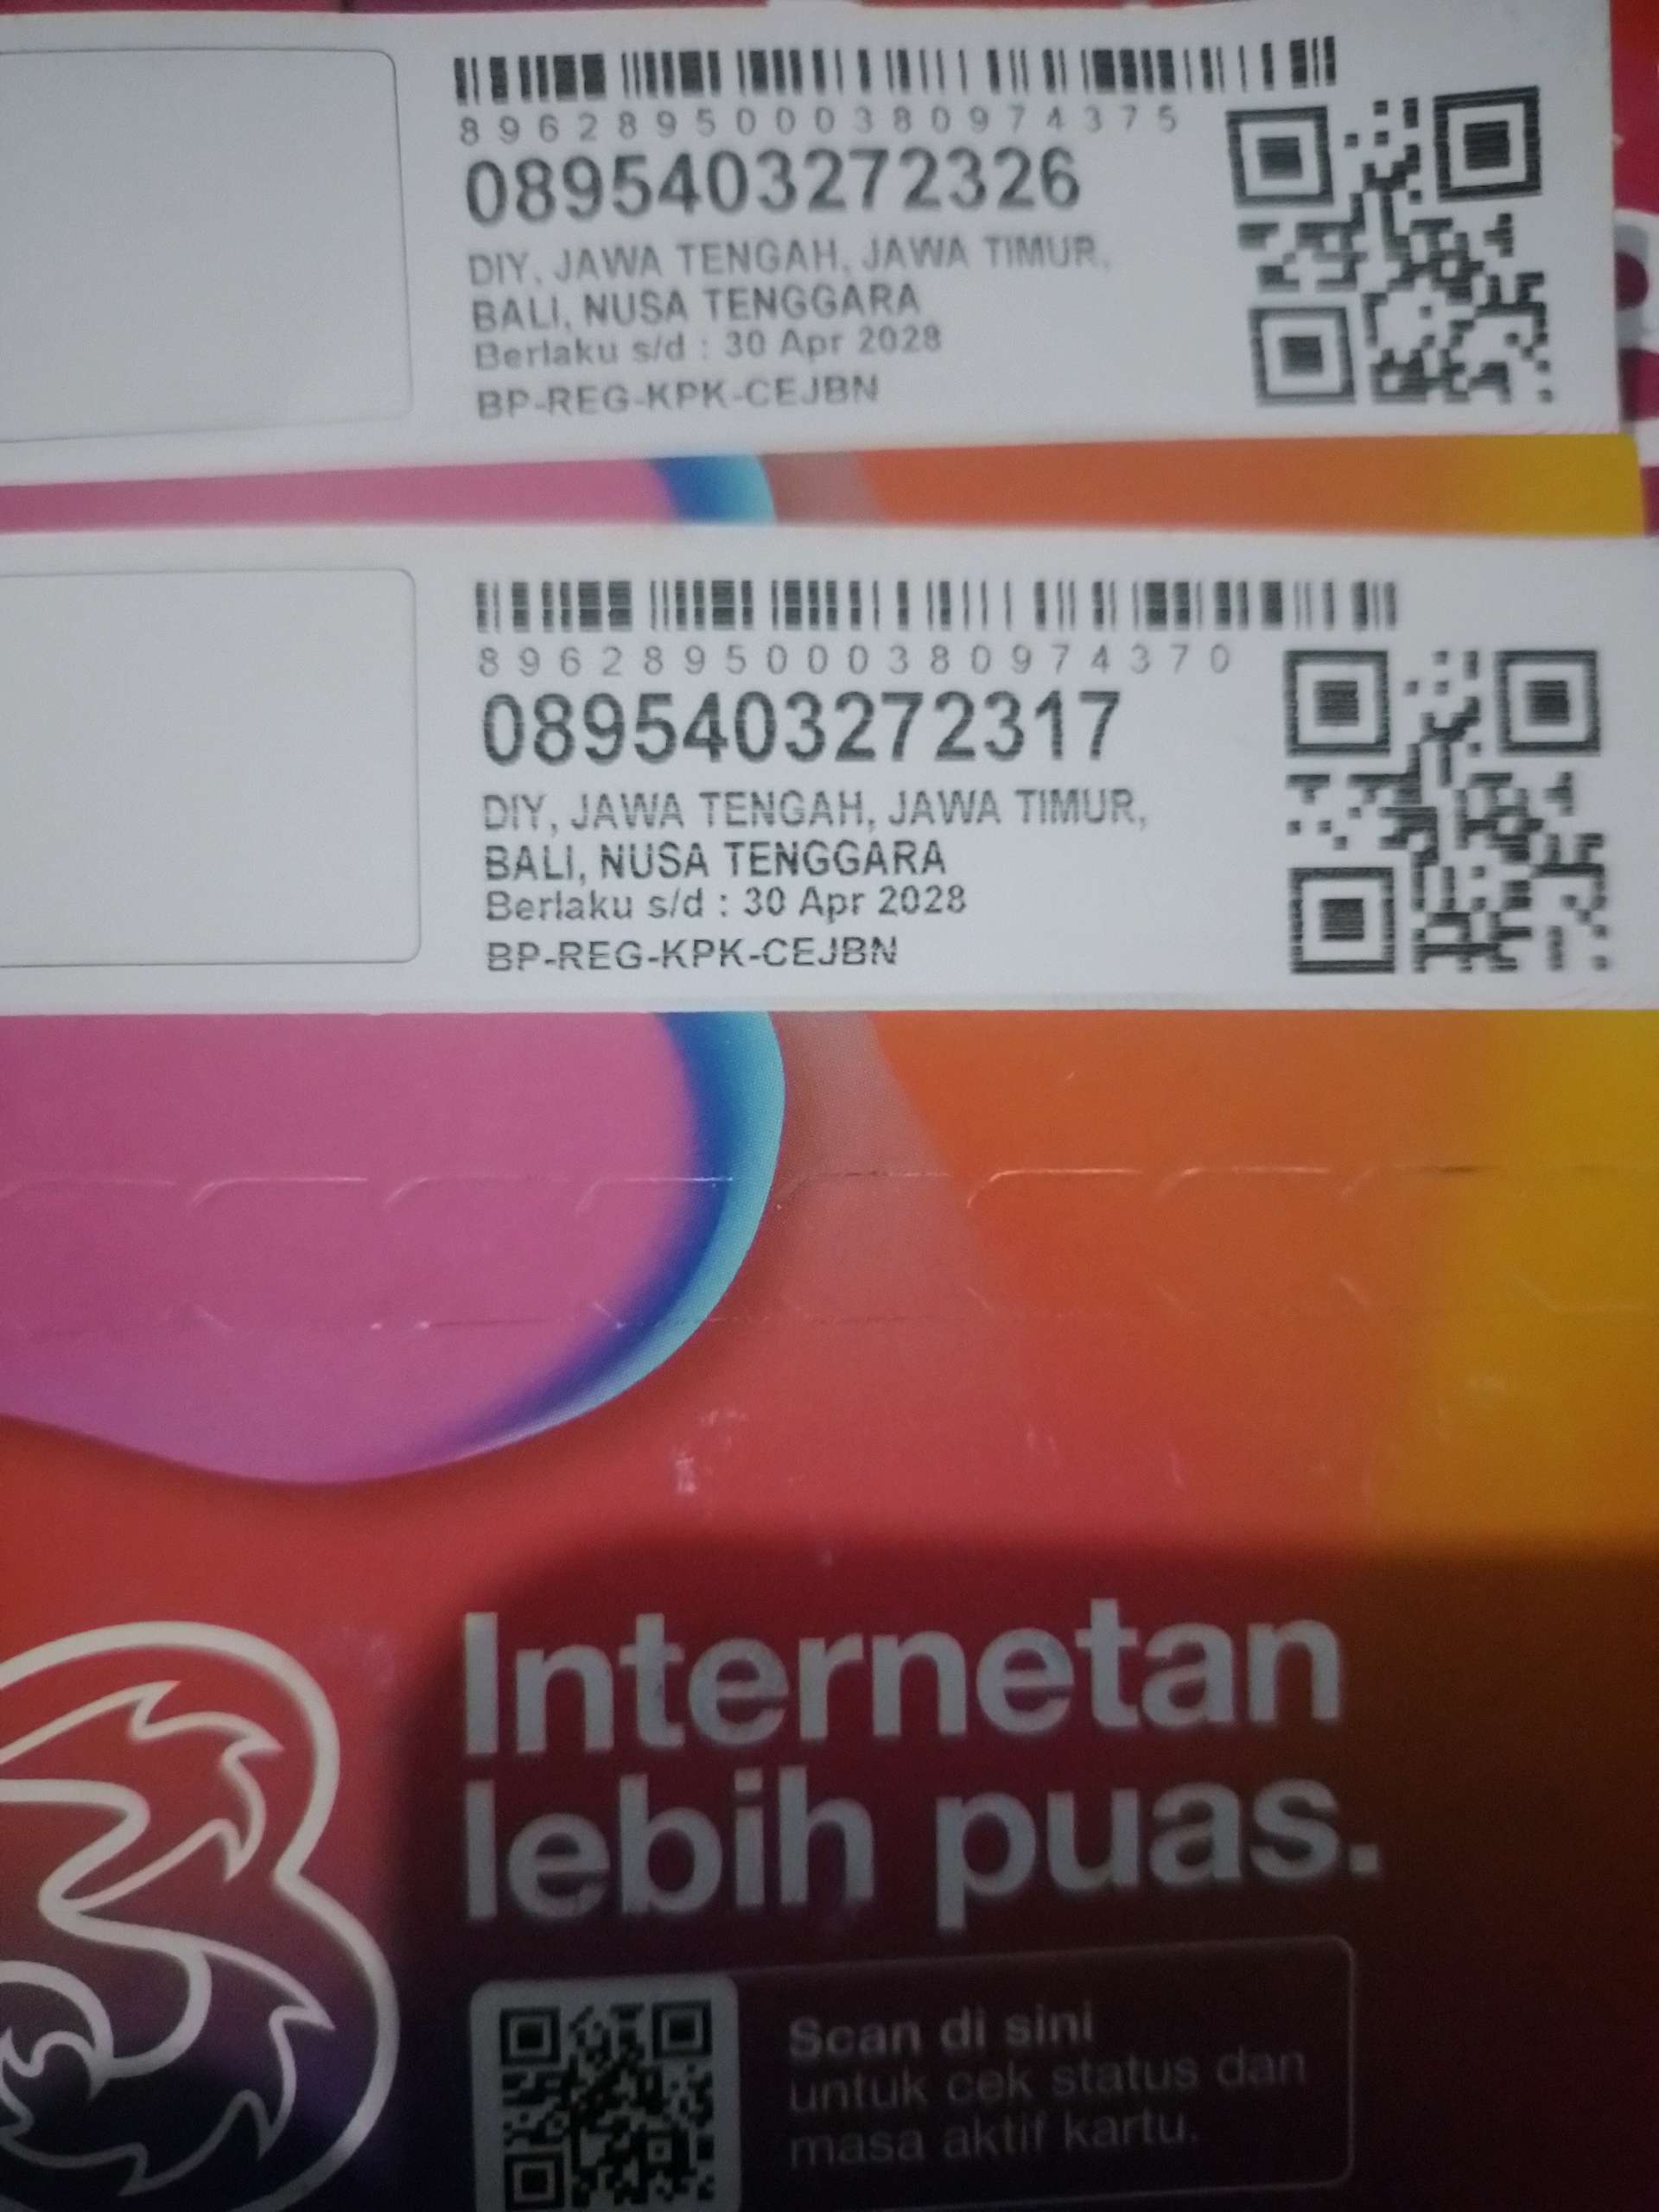 8962895000380974375
0895403272326
DIY, JAWA TENGAH, JAWA TIMUR,
BALI, NUSA TENGGARA
Berlaku s/d : 30 Apr 2028
BP-REG-KPK-CEJBN
8962895000380974370
0895403272317
DIY, JAWA TENGAH, JAWA TIMUR,
BALI, NUSA TENGGARA
Berlaku s/d : 30 Apr 2028
BP-REG-KPK-CEJBN
Internetan
lebih puas.
Scan di sini
untuk cek status dan
masa aktif kartu.